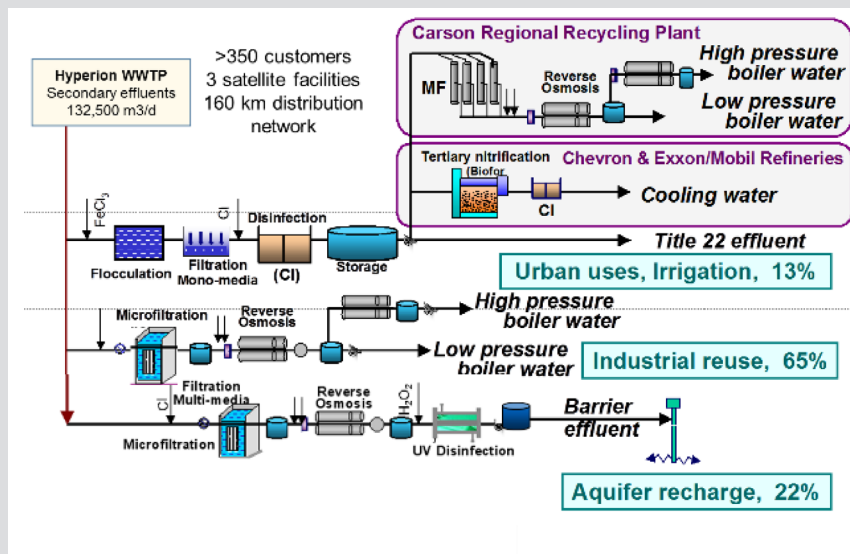 Carson Regional Recycling Plant
>350 customers
3 satellite facilities
160 km distribution
network
Hyperion WWTP
Secondary effluents
132,500 m3/d
MF
Reverse
Osmosis
High pressure
boiler water
Low pressure
boiler water
Tertiary nitrification
(Biofor
Chevron & Exxon/Mobil Refineries
Cl
Cooling water
FeCl3
Cl
Disinfection
Flocculation
Filtration
Mono-media
(Cl)
Storage
Title 22 effluent
Urban uses, Irrigation, 13%
Microfiltration
Reverse
Osmosis
High pressure
boiler water
Low pressure
boiler water
Industrial reuse, 65%
Filtration
Multi-media
Cl
Microfiltration
Reverse
Osmosis
H2O2
UV Disinfection
Barrier
effluent
Aquifer recharge, 22%